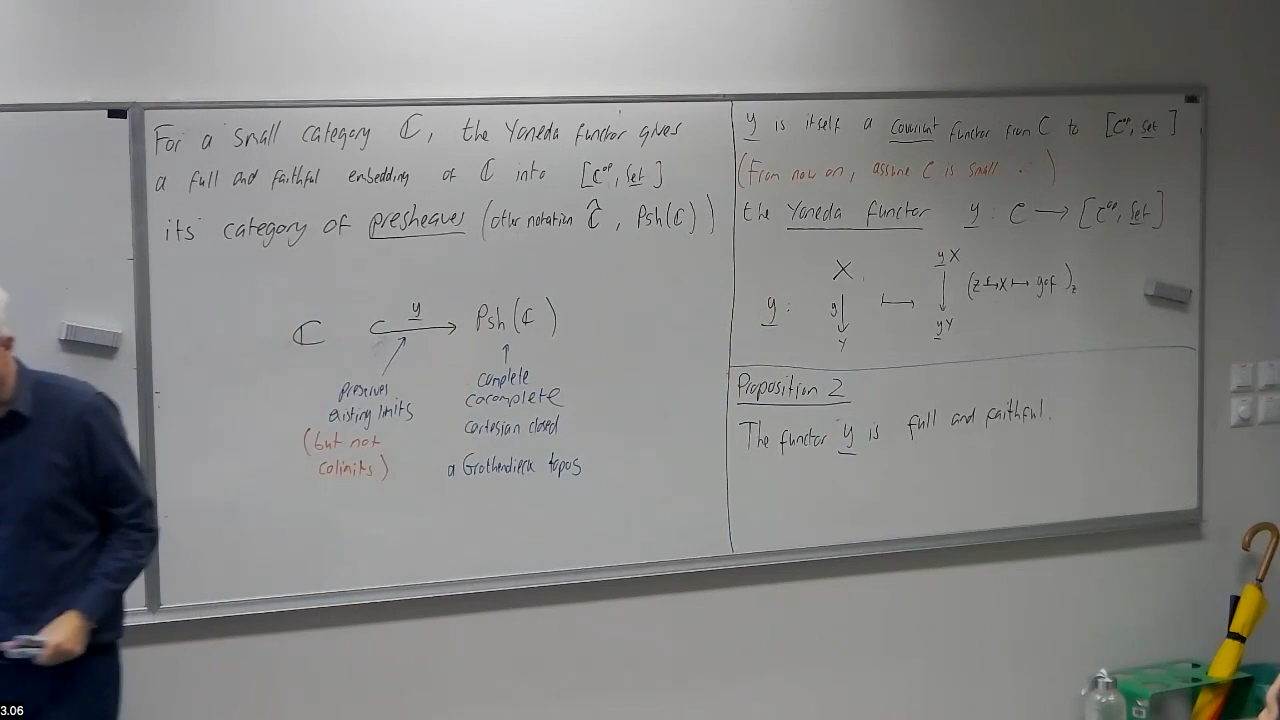 For a small category ℂ, the Yoneda functor gives
a full and faithful embedding of ℂ into [ℂᵒᵖ, Set]
its category of presheaves (other notation Ĉ, Psh(ℂ))
ℂ ⊂ y → Psh(ℂ)
preserves
existing limits
(but not
colimits)
↑
complete
cocomplete
cartesian closed
a Grothendieck topos
y is itself a covariant functor from C to [Cᵒᵖ, Set]
(From now on, assume C is small.)
the Yoneda functor y : C → [Cᵒᵖ, Set]
y : X g↓ Y ↦ yX ↓ yY (Z f→ X ↦ g∘f)_Z
Proposition 2
The functor y is full and faithful.
3.06